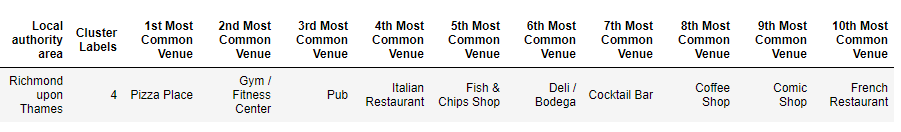 Local authority area Cluster Labels 1st Most Common Venue 2nd Most Common Venue 3rd Most Common Venue 4th Most Common Venue 5th Most Common Venue 6th Most Common Venue 7th Most Common Venue 8th Most Common Venue 9th Most Common Venue 10th Most Common Venue
Richmond upon Thames 4 Pizza Place Gym / Fitness Center Pub Italian Restaurant Fish & Chips Shop Deli / Bodega Cocktail Bar Coffee Shop Comic Shop French Restaurant